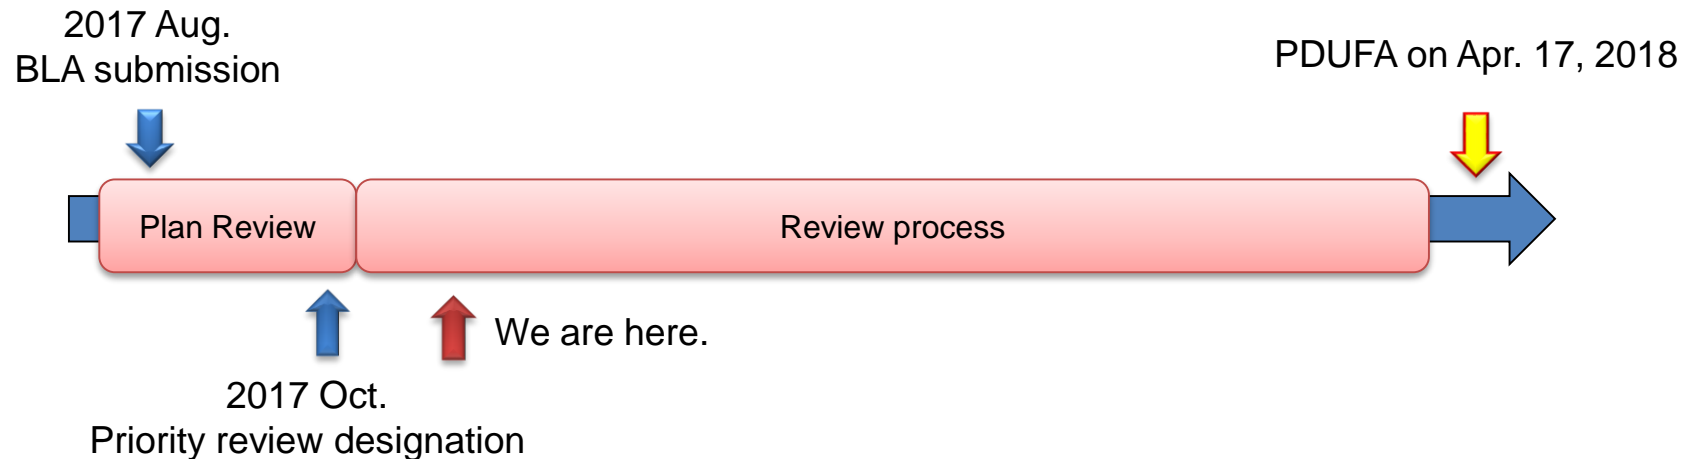 2017 Aug.
BLA submission
PDUFA on Apr. 17, 2018
Plan Review
Review process
We are here.
2017 Oct.
Priority review designation